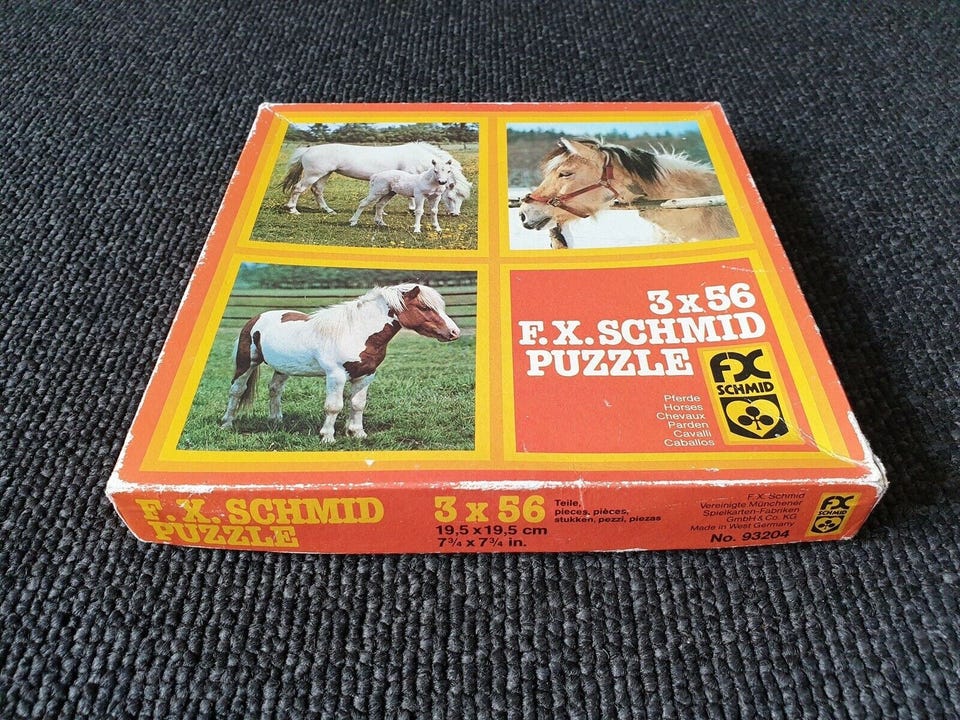 3 x 56
F.X. SCHMID
PUZZLE
FX
SCHMID
Pferde
Horses
Chevaux
Parden
Cavalli
Caballos
F.X. SCHMID
PUZZLE
3 x 56
Teile,
pieces, pièces,
stukken, pezzi, piezas
19,5 x 19,5 cm
7¾ x 7¾ in.
F. X. Schmid
Vereinigte Münchener
Spielkarten-Fabriken
GmbH & Co. KG
Made in West Germany
No. 93204
FX
SCHMID